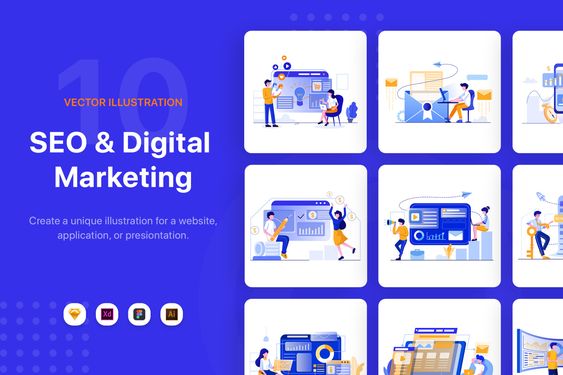 10
VECTOR ILLUSTRATION
SEO & Digital
Marketing
Create a unique illustration for a website,
application, or presiontation.
Xd
Ai